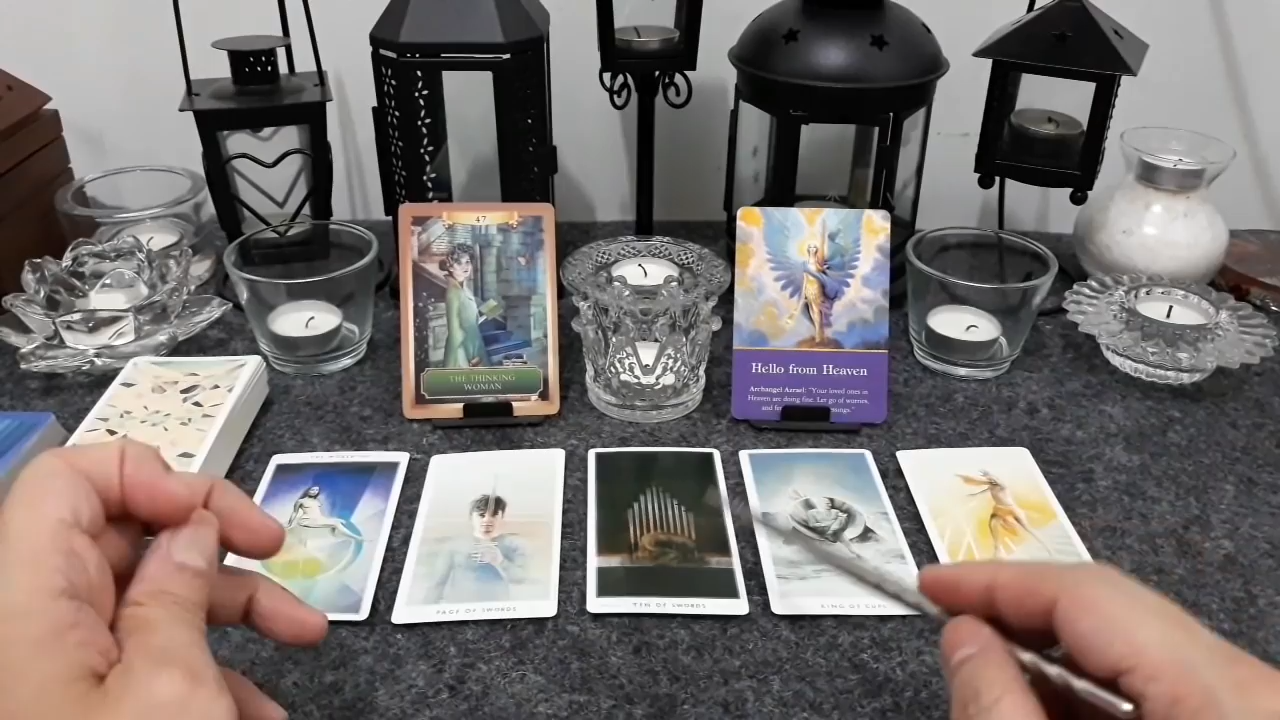 47
THE THINKING
WOMAN
Hello from Heaven
Archangel Azrael: "Your loved ones in
Heaven are doing fine. Let go of worries,
and
PAGE OF SWORDS
TEN OF SWORDS
KING OF CUPS